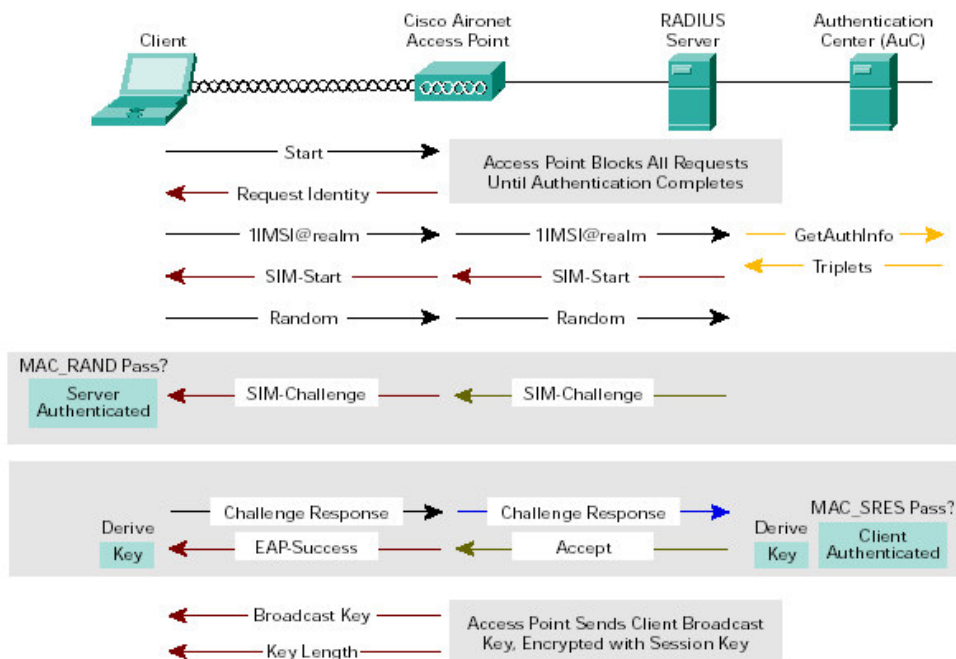 Client
Cisco Aironet
Access Point
RADIUS
Server
Authentication
Center (AuC)
Start
Access Point Blocks All Requests
Until Authentication Completes
Request Identity
1IMSI@realm
1IMSI@realm
GetAuthInfo
Triplets
SIM-Start
SIM-Start
Random
Random
MAC_RAND Pass?
Server
Authenticated
SIM-Challenge
SIM-Challenge
Challenge Response
Challenge Response
MAC_SRES Pass?
Derive
Key
EAP-Success
Accept
Derive
Key
Client
Authenticated
Broadcast Key
Access Point Sends Client Broadcast
Key, Encrypted with Session Key
Key Length